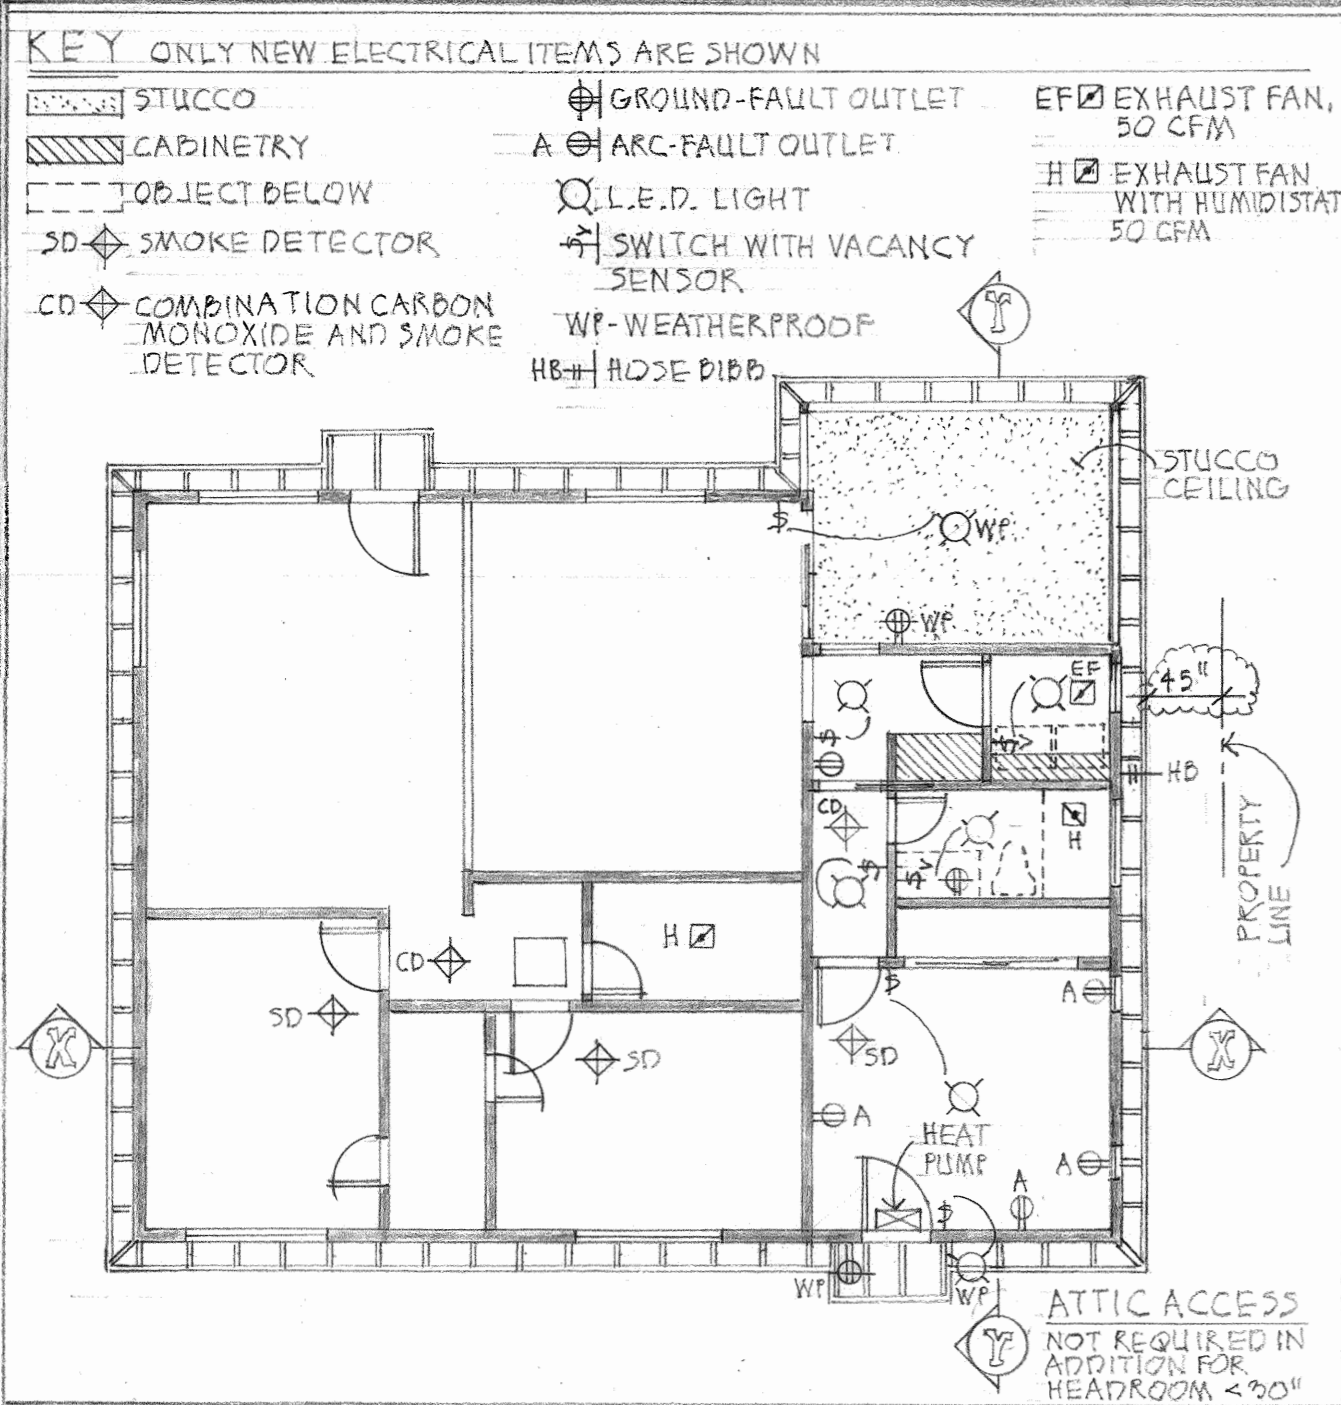 KEY ONLY NEW ELECTRICAL ITEMS ARE SHOWN
STUCCO
CABINETRY
OBJECT BELOW
SD SMOKE DETECTOR
CD COMBINATION CARBON
MONOXIDE AND SMOKE
DETECTOR
GROUND-FAULT OUTLET
A ARC-FAULT OUTLET
L.E.D. LIGHT
$V SWITCH WITH VACANCY
SENSOR
WP-WEATHERPROOF
HB HOSE BIBB
EF EXHAUST FAN,
50 CFM
H EXHAUST FAN
WITH HUMIDISTAT
50 CFM
Y
STUCCO
CEILING
$
WP
WP
EF
45"
$
$V
HB
CD
H
$
$V
PROPERTY
LINE
H
CD
$
A
SD
X
SD
SD
X
A
HEAT
PUMP
A
A
$
WP
WP
Y
ATTIC ACCESS
NOT REQUIRED IN
ADDITION FOR
HEADROOM <30"